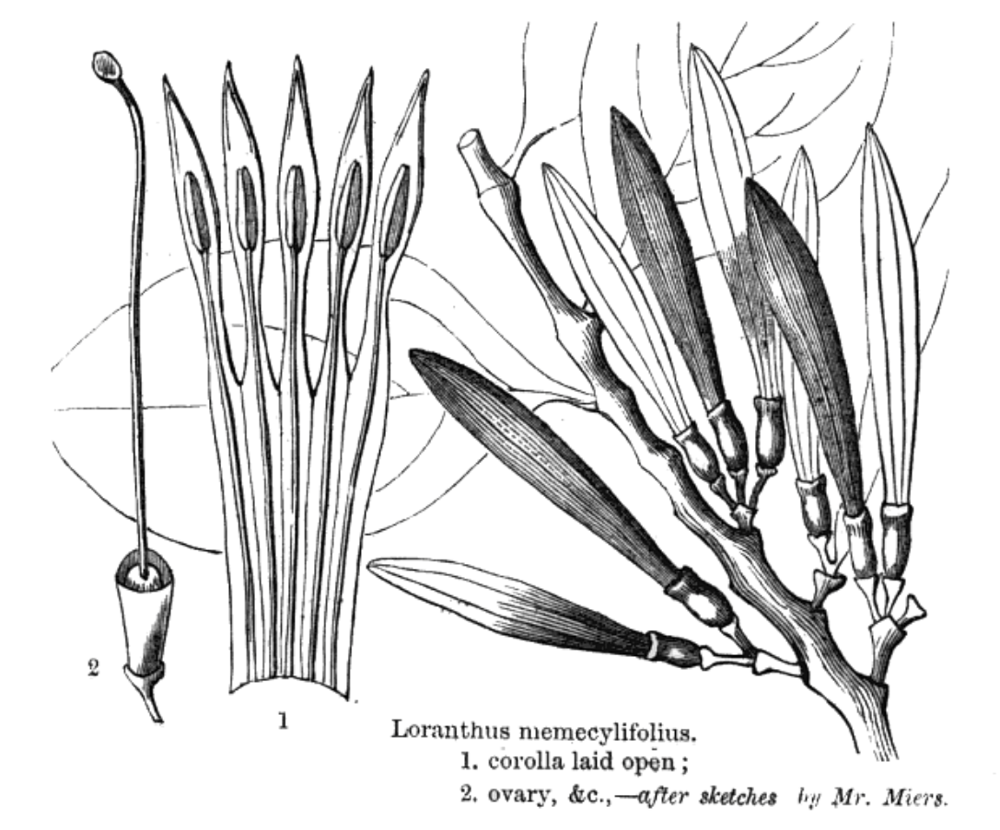 2
1
Loranthus memecylifolius.
1. corolla laid open;
2. ovary, &c.,—after sketches by Mr. Miers.